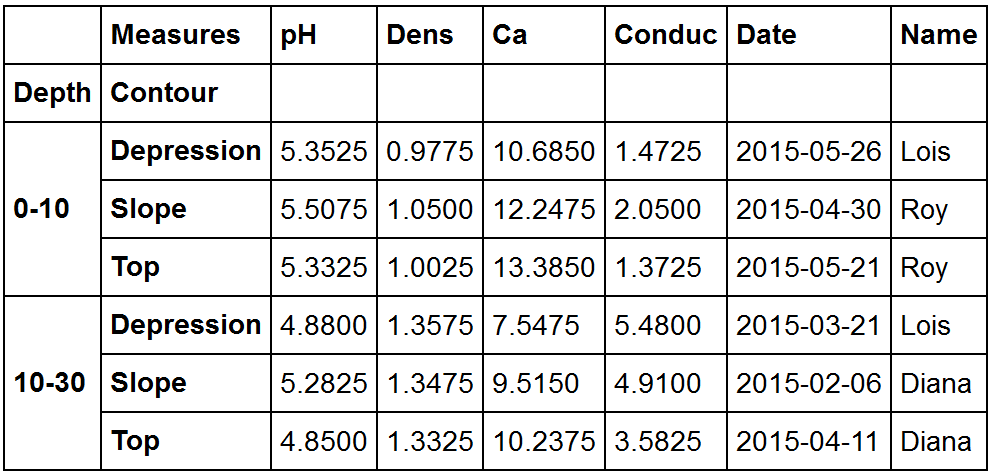 Measures pH Dens Ca Conduc Date Name
Depth Contour
0-10 Depression 5.3525 0.9775 10.6850 1.4725 2015-05-26 Lois
Slope 5.5075 1.0500 12.2475 2.0500 2015-04-30 Roy
Top 5.3325 1.0025 13.3850 1.3725 2015-05-21 Roy
10-30 Depression 4.8800 1.3575 7.5475 5.4800 2015-03-21 Lois
Slope 5.2825 1.3475 9.5150 4.9100 2015-02-06 Diana
Top 4.8500 1.3325 10.2375 3.5825 2015-04-11 Diana